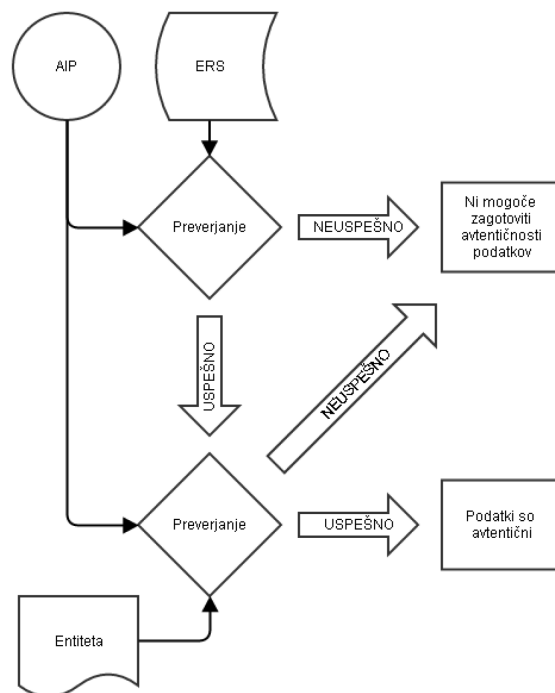 AIP
ERS
Preverjanje
NEUSPEŠNO
Ni mogoče
zagotoviti
avtentičnosti
podatkov
USPEŠNO
NEUSPEŠNO
Preverjanje
USPEŠNO
Podatki so
avtentični
Entiteta